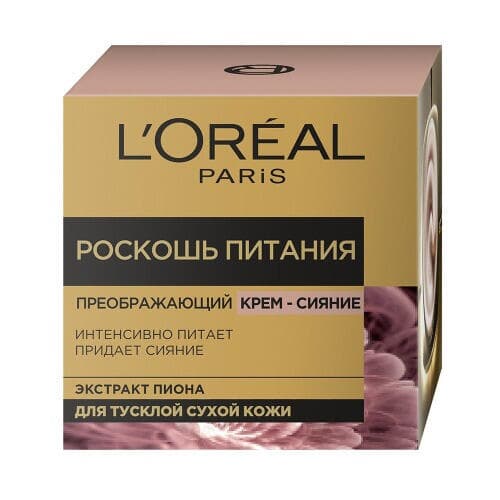 L'ORÉAL
PARiS
РОСКОШЬ ПИТАНИЯ
ПРЕОБРАЖАЮЩИЙ КРЕМ - СИЯНИЕ
ИНТЕНСИВНО ПИТАЕТ
ПРИДАЕТ СИЯНИЕ
ЭКСТРАКТ ПИОНА
ДЛЯ ТУСКЛОЙ СУХОЙ КОЖИ